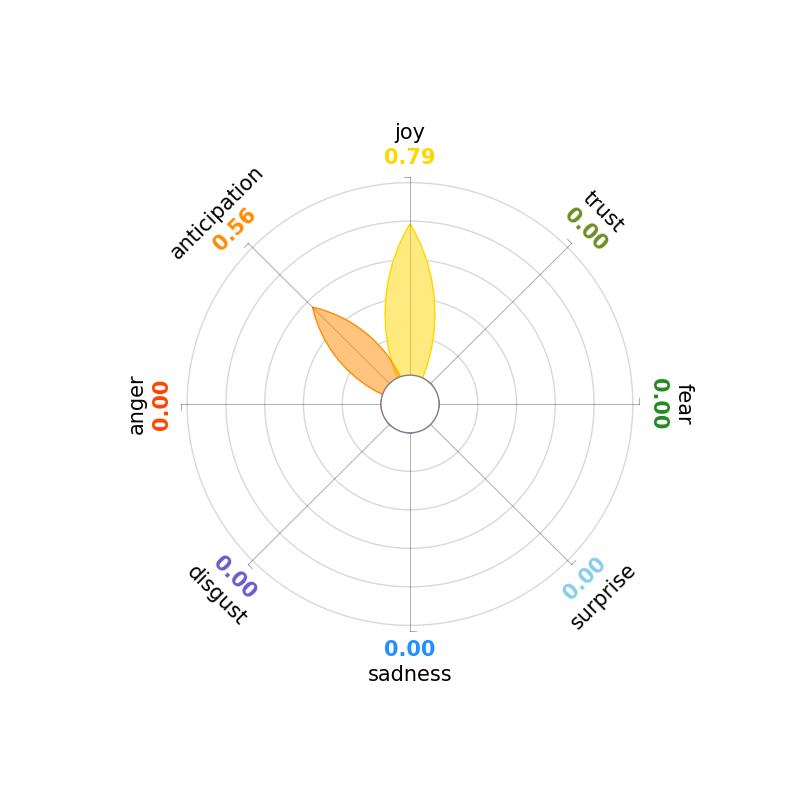 joy
0.79
trust
0.00
fear
0.00
surprise
0.00
sadness
0.00
disgust
0.00
anger
0.00
anticipation
0.56